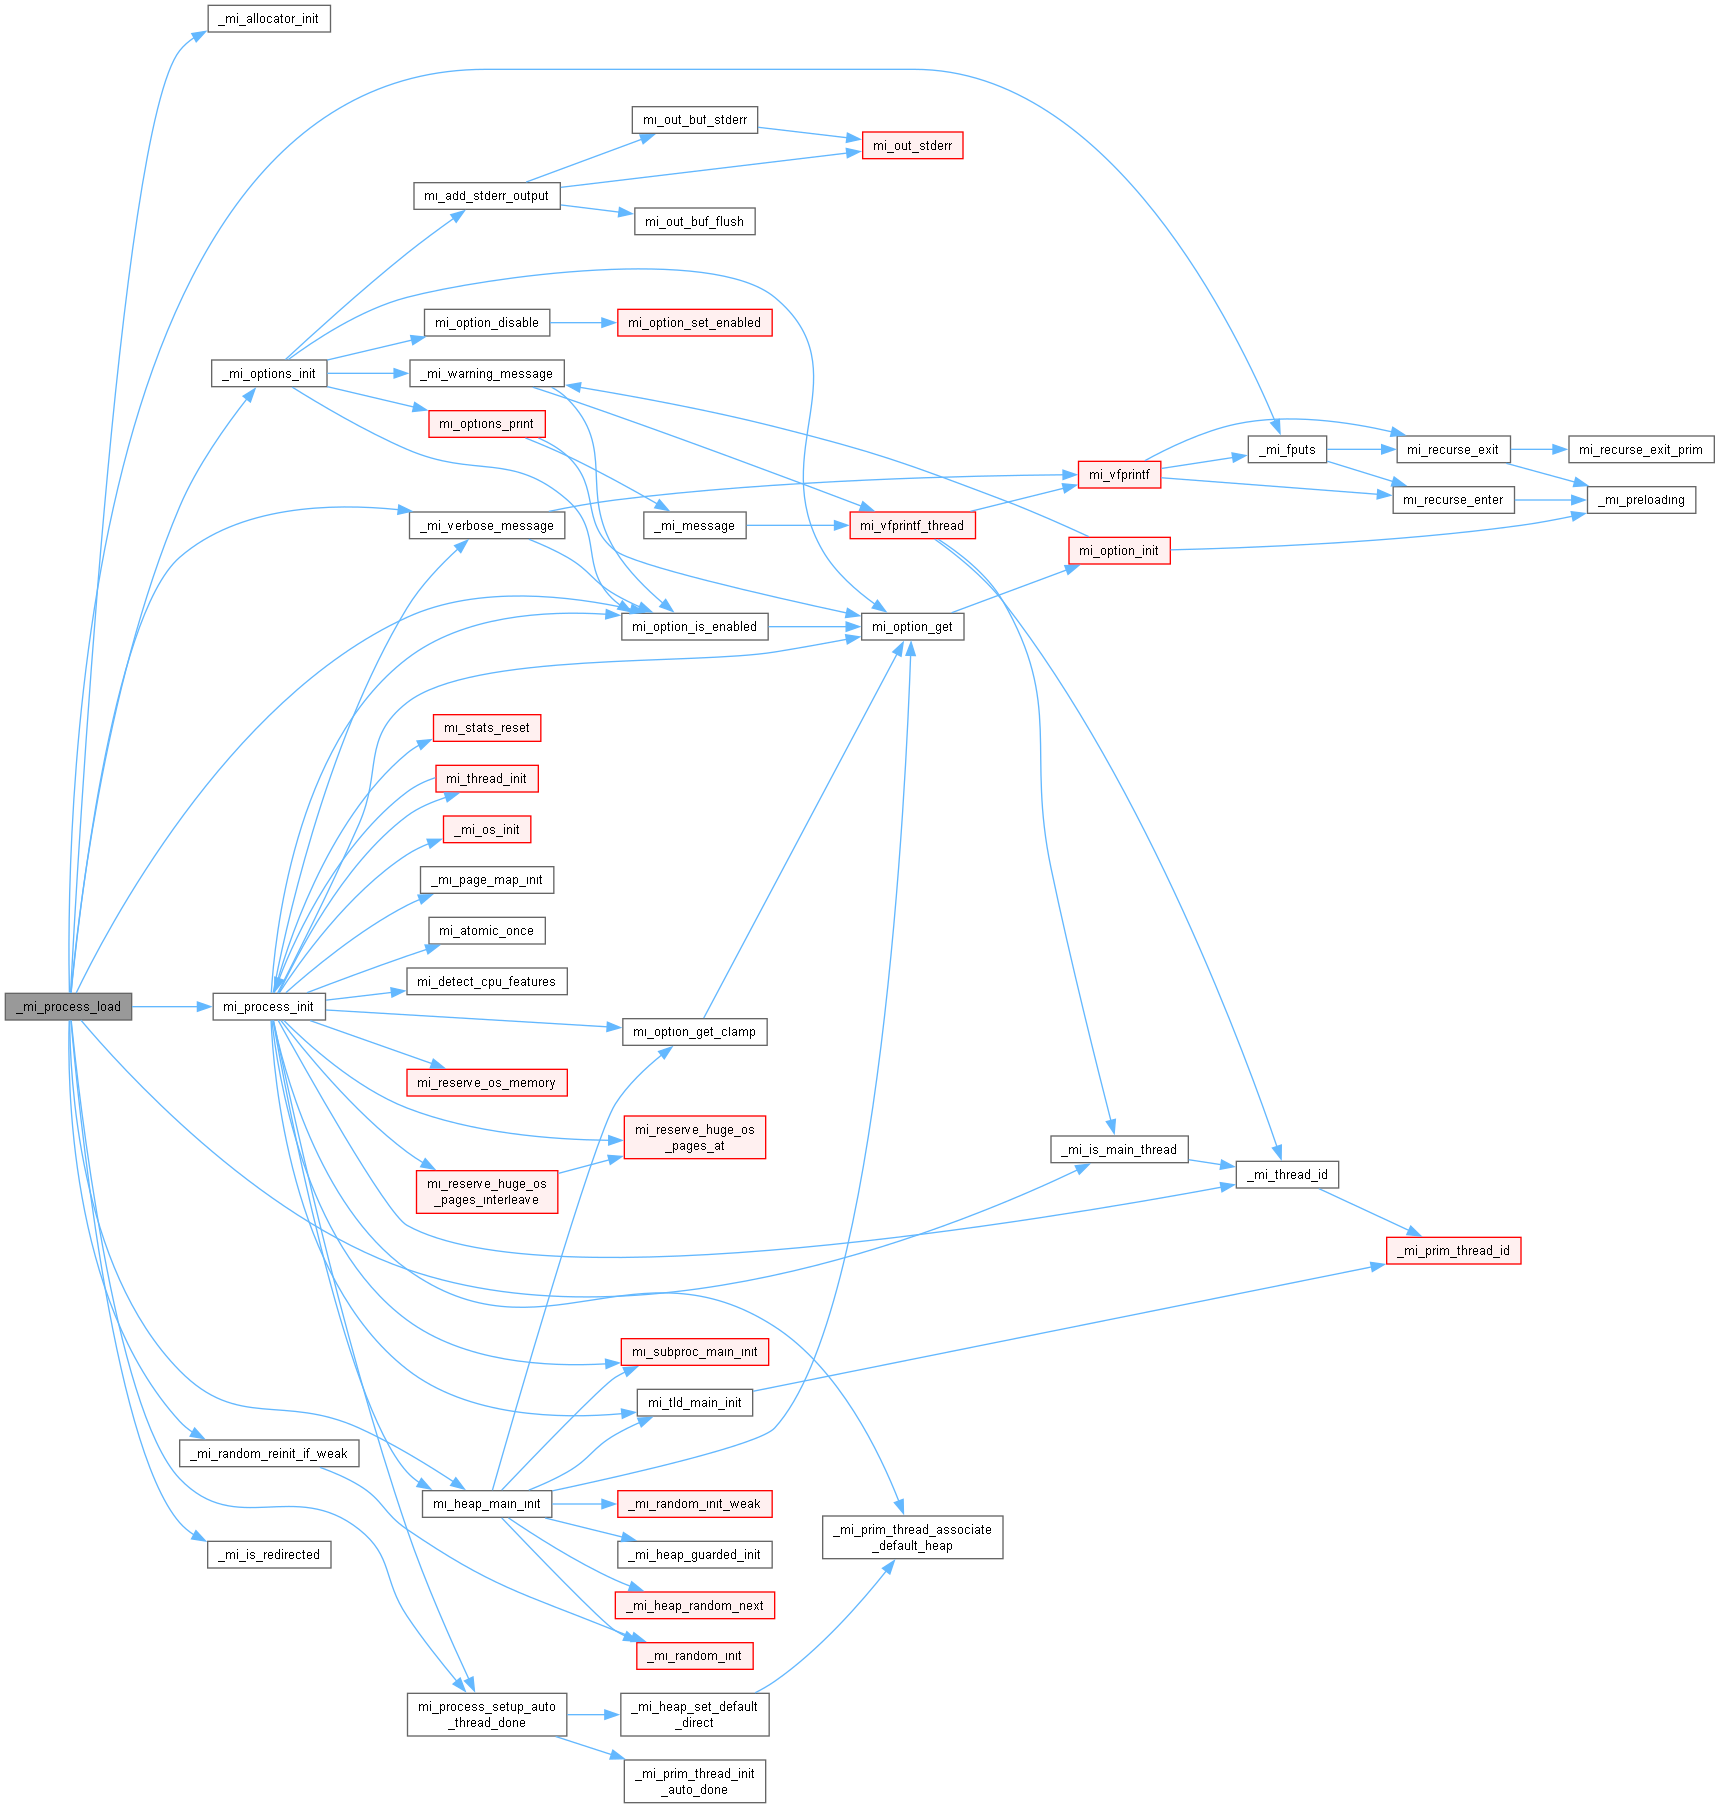 _mi_allocator_init
mi_out_buf_stderr
mi_out_stderr
mi_add_stderr_output
mi_out_buf_flush
mi_option_disable
mi_option_set_enabled
_mi_options_init
_mi_warning_message
mi_options_print
_mi_fputs
mi_recurse_exit
mi_recurse_exit_prim
mi_vfprintf
mi_recurse_enter
_mi_preloading
_mi_verbose_message
_mi_message
mi_vfprintf_thread
mi_option_init
mi_option_is_enabled
mi_option_get
mi_stats_reset
mi_thread_init
_mi_os_init
_mi_page_map_init
mi_atomic_once
mi_detect_cpu_features
_mi_process_load
mi_process_init
mi_option_get_clamp
mi_reserve_os_memory
mi_reserve_huge_os
_pages_at
_mi_is_main_thread
_mi_thread_id
mi_reserve_huge_os
_pages_interleave
_mi_prim_thread_id
mi_subproc_main_init
mi_tld_main_init
_mi_random_reinit_if_weak
mi_heap_main_init
_mi_random_init_weak
_mi_is_redirected
_mi_heap_guarded_init
_mi_prim_thread_associate
_default_heap
_mi_heap_random_next
_mi_random_init
mi_process_setup_auto
_thread_done
_mi_heap_set_default
_direct
_mi_prim_thread_init
_auto_done